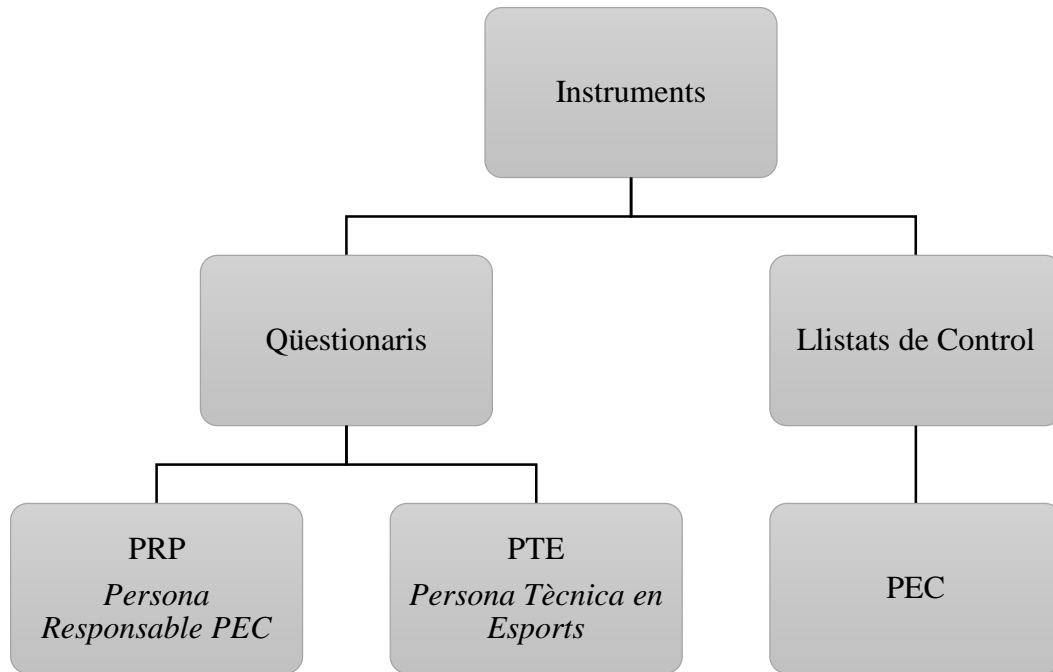 Instruments
Qüestionaris
Llistats de Control
PRP
Persona
Responsable PEC
PTE
Persona Tècnica en
Esports
PEC